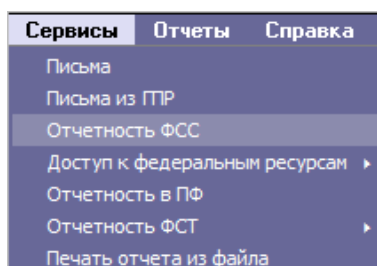 Сервисы Отчеты Справка
Письма
Письма из ГПР
Отчетность ФСС
Доступ к федеральным ресурсам
Отчетность в ПФ
Отчетность ФСТ
Печать отчета из файла